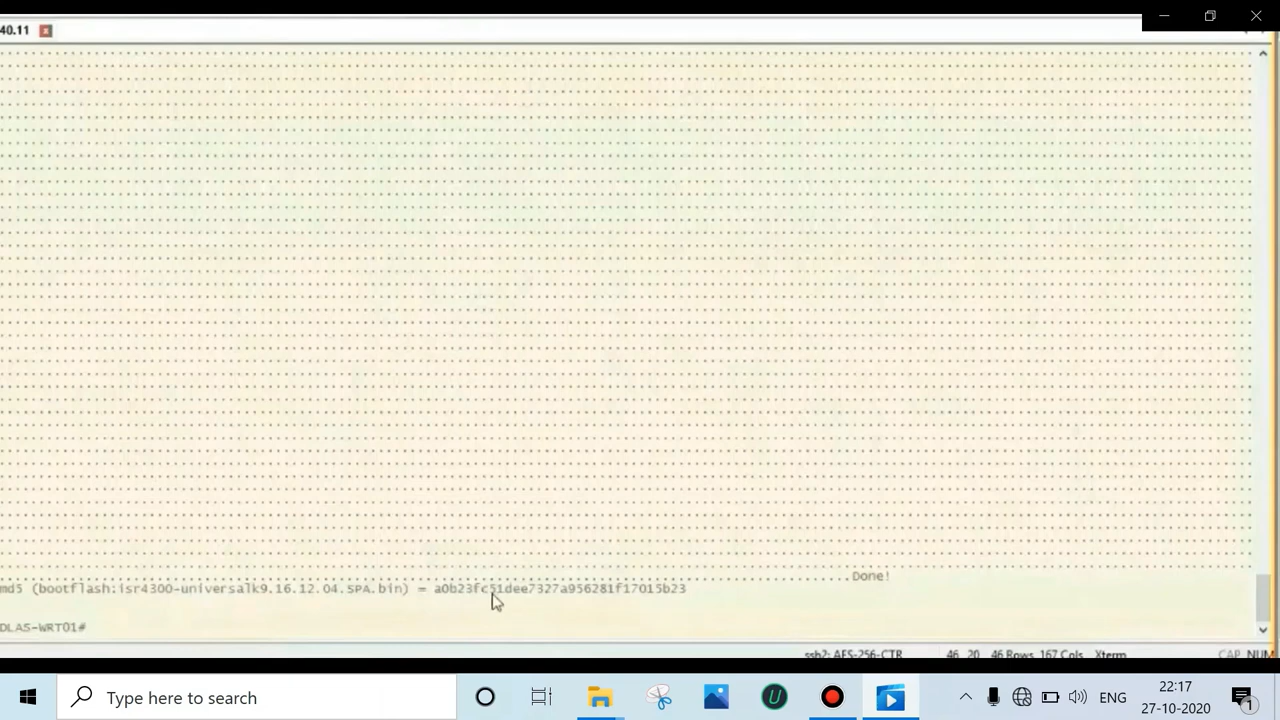 40.11
Done!
md5 (bootflash:isr4300-universalk9.16.12.04.SPA.bin) = a0b23fc51dee7327a956281f17015b23
DLAS-WRT01#
ssh2: AES-256-CTR 46, 20 46 Rows, 167 Cols Xterm CAP NUM
Type here to search
ENG
22:17
27-10-2020
1